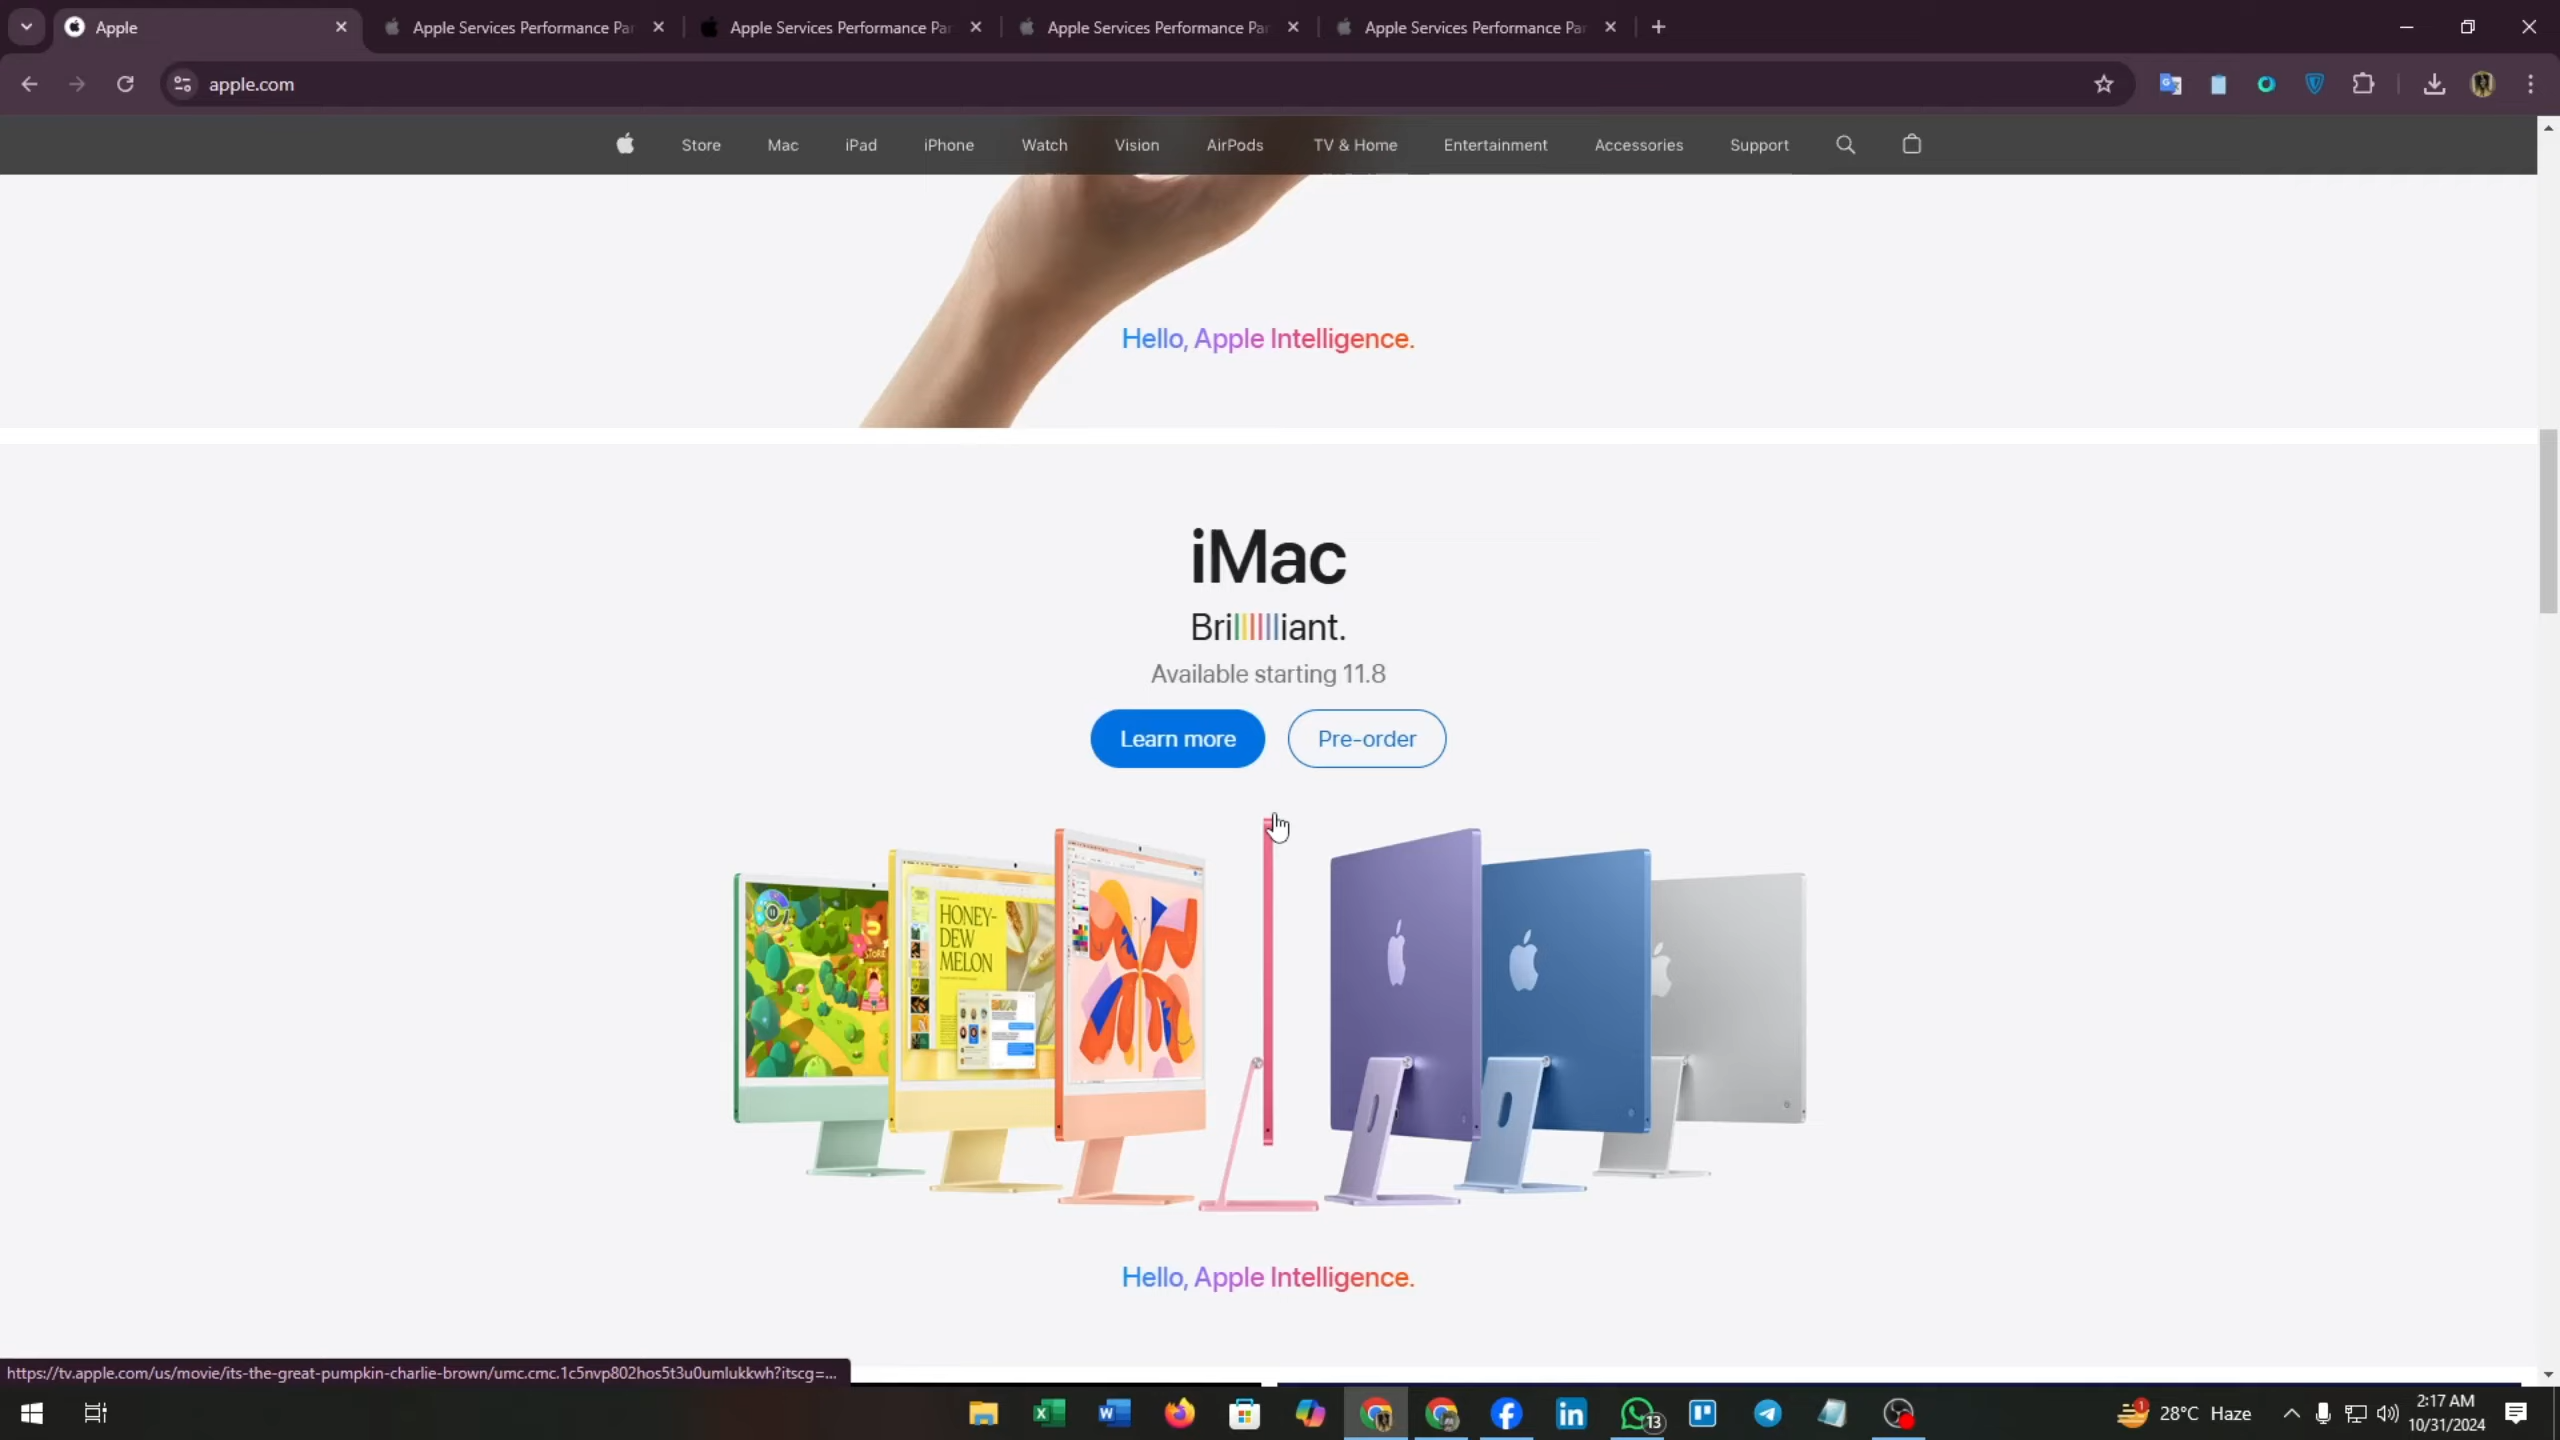 Apple
Apple Services Performance Par
Apple Services Performance Par
Apple Services Performance Par
Apple Services Performance Par
apple.com
Store Mac iPad iPhone Watch Vision AirPods TV & Home Entertainment Accessories Support
Hello, Apple Intelligence.
iMac
Brilllllliant.
Available starting 11.8
Learn more Pre-order
HONEY-
DEW
MELON
Hello, Apple Intelligence.
https://tv.apple.com/us/movie/its-the-great-pumpkin-charlie-brown/umc.cmc.1c5nvp802hos5t3u0umlukkwh?itscg=...
13
1
28°C Haze
2:17 AM
10/31/2024